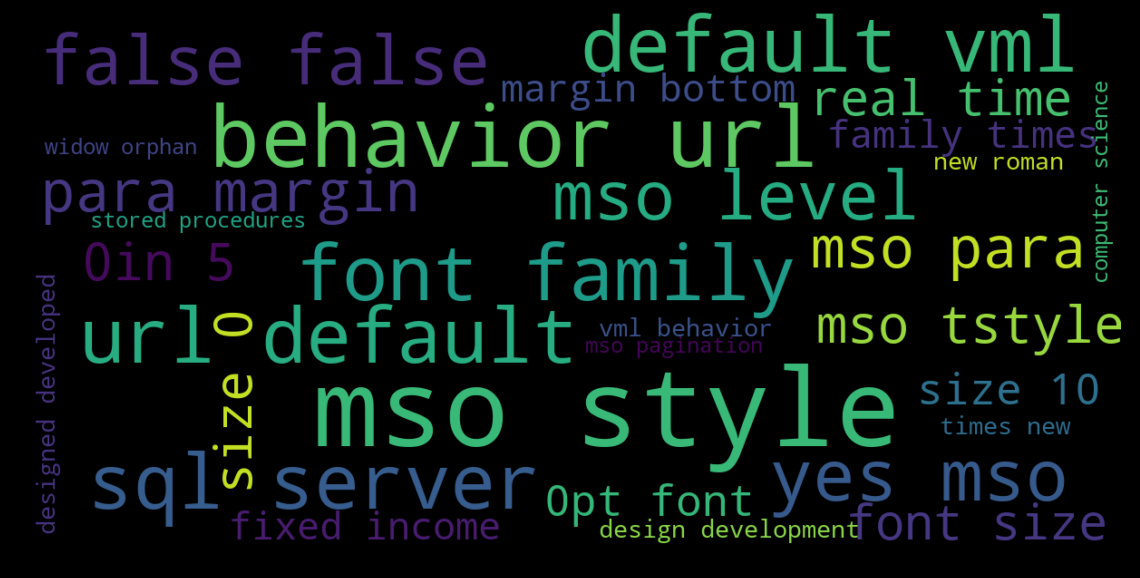 false false
default vml
margin bottom
real time
behavior url
family times
widow orphan
new roman
computer science
para margin
mso level
stored procedures
mso para
0in 5
font family
designed developed
url default
size 0
vml behavior
mso pagination
mso tstyle
mso style
size 10
times new
sql server
yes mso
0pt font
fixed income
design development
font size